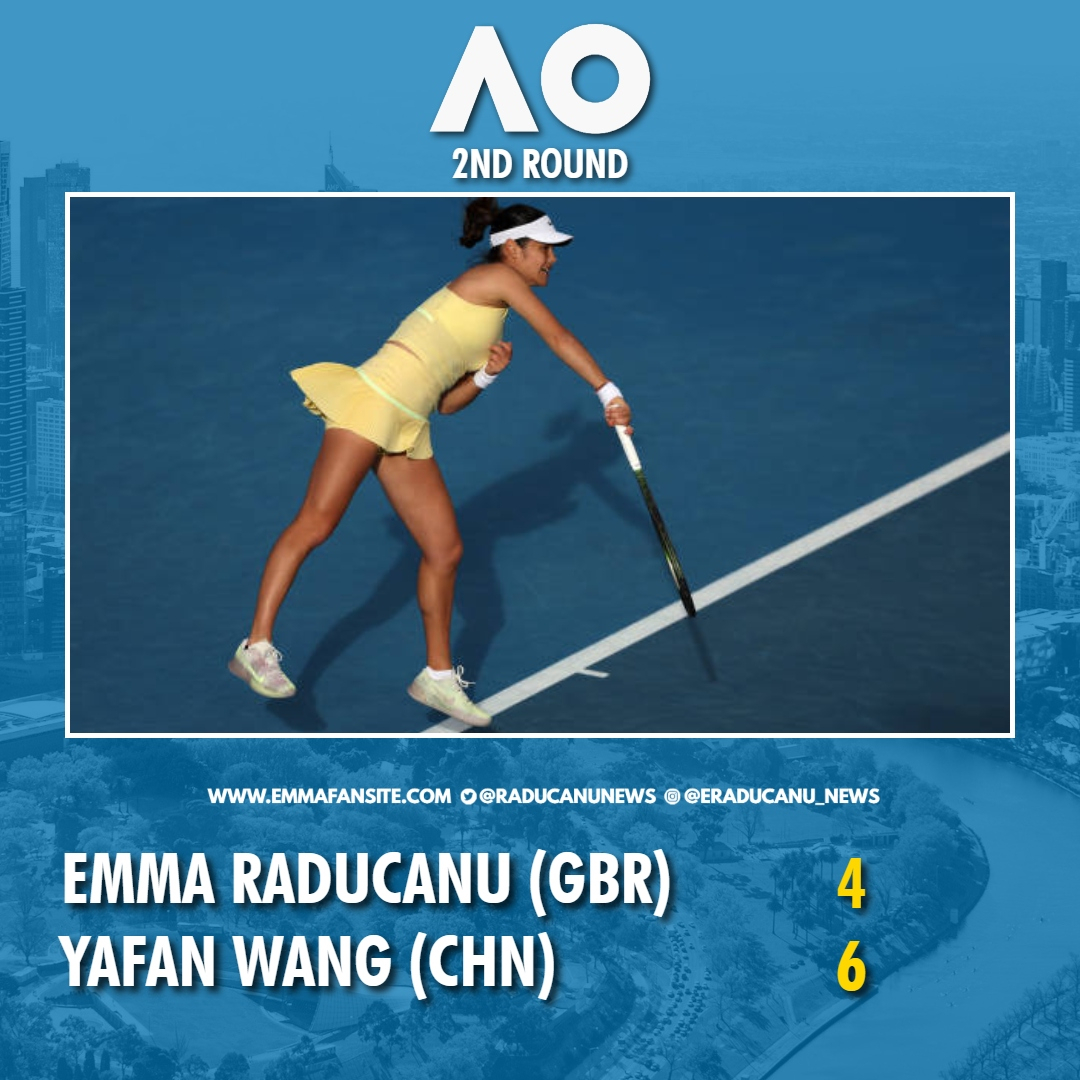 AO
2ND ROUND
WWW.EMMAFANSITE.COM @RADUCANUNEWS @ERADUCANU_NEWS
EMMA RADUCANU (GBR) 4
YAFAN WANG (CHN) 6